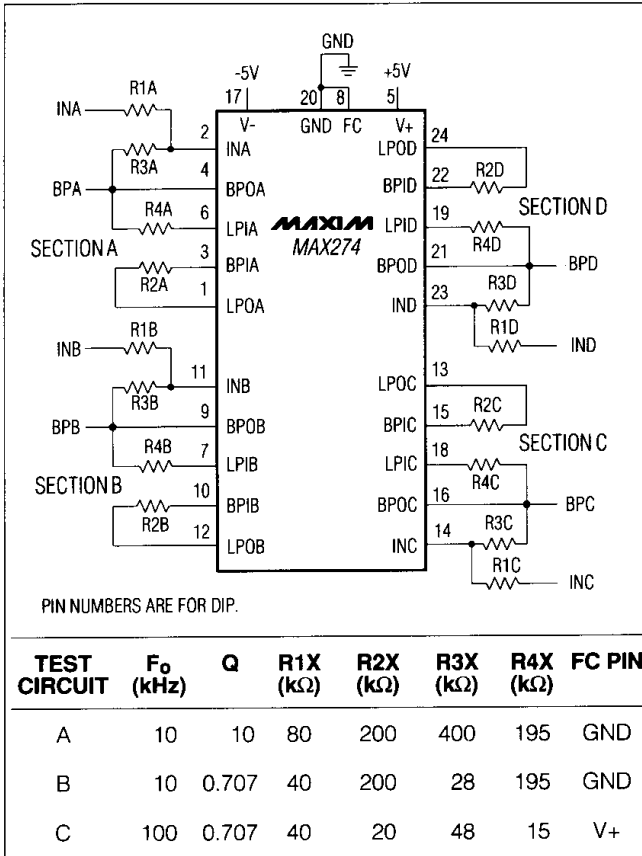 GND
-5V
+5V
17 20 8 5
V- GND FC V+
R1A
INA
2 INA
R3A
4 BPOA
BPA
R4A
6 LPIA
SECTION A
3 BPIA
R2A
1 LPOA
R1B
INB
11 INB
R3B
9 BPOB
BPB
R4B
7 LPIB
SECTION B
10 BPIB
R2B
12 LPOB
MAXIM
MAX274
LPOD 24
R2D
BPID 22
SECTION D
LPID 19
R4D
BPOD 21
BPD
R3D
IND 23
R1D
IND
LPOC 13
R2C
BPIC 15
SECTION C
LPIC 18
R4C
BPOC 16
BPC
R3C
INC 14
R1C
INC
PIN NUMBERS ARE FOR DIP.
TEST CIRCUIT Fo (kHz) Q R1X (kΩ) R2X (kΩ) R3X (kΩ) R4X (kΩ) FC PIN
A 10 10 80 200 400 195 GND
B 10 0.707 40 200 28 195 GND
C 100 0.707 40 20 48 15 V+